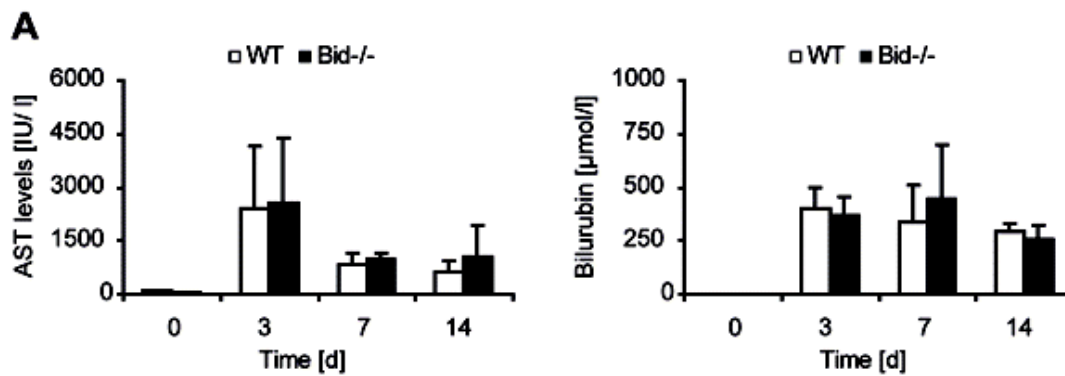 A
WT Bid-/-
AST levels [IU/ l]
6000
4500
3000
1500
0
0 3 7 14
Time [d]
WT Bid-/-
Bilurubin [µmol/l]
1000
750
500
250
0
0 3 7 14
Time [d]